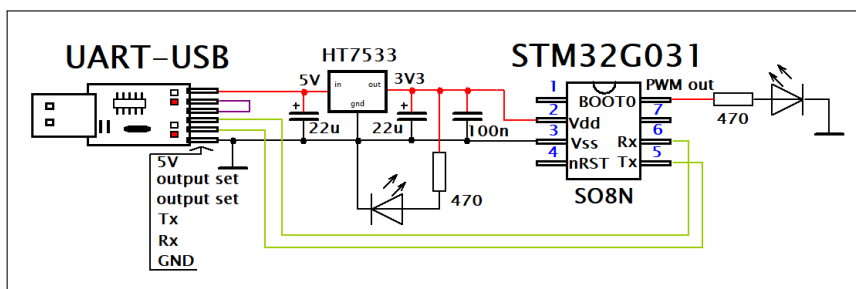 UART-USB
HT7533
STM32G031
5V
in
out
gnd
3V3
+
22u
+
22u
100n
470
1
2
3
4
BOOT0
Vdd
Vss
nRST
Rx
Tx
7
6
5
SO8N
PWM out
470
5V
output set
output set
Tx
Rx
GND